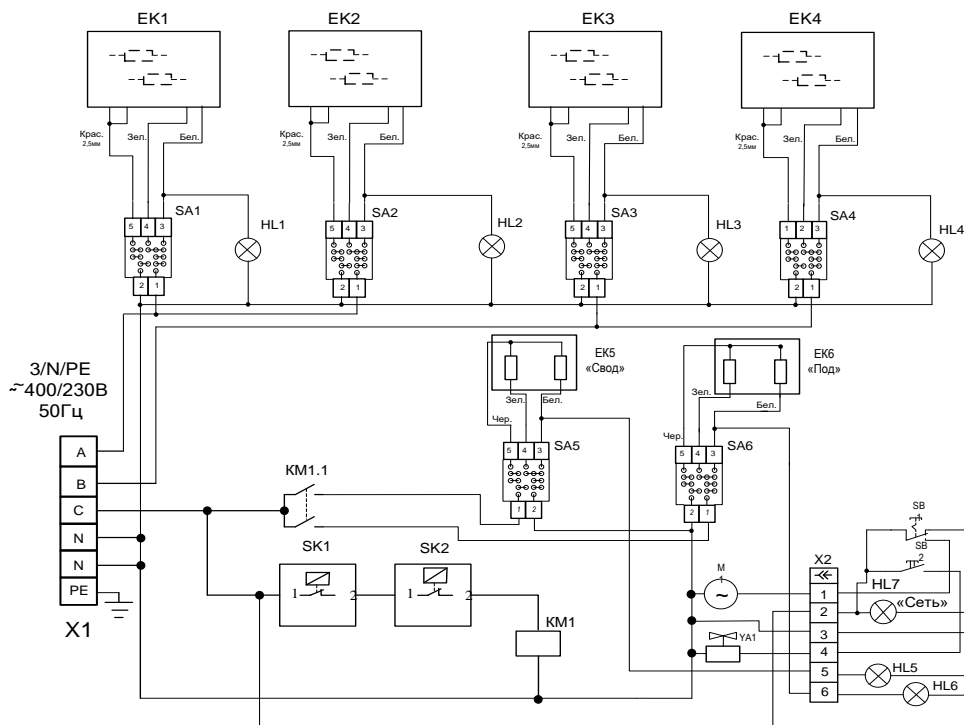 EK1 EK2 EK3 EK4
Крас. Зел. Бел. Крас. Зел. Бел. Крас. Зел. Бел. Крас. Зел. Бел.
2,5мм 2,5мм 2,5мм 2,5мм
5 4 3 SA1 5 4 3 SA2 5 4 3 SA3 1 2 3 SA4
HL1 HL2 HL3 HL4
2 1 2 1 2 1 2 1
3/N/PE
~400/230В
50Гц
EK5
«Свод»
EK6
«Под»
Зел. Бел. Зел. Бел.
Чер. Чер.
5 4 3 SA5 5 4 3 SA6
1 2 2 1
A
B
C
N
N
PE
X1
КМ1.1
SK1 SK2
1 2 1 2
КМ1
M
1
~
YA1
X2
1
2
3
4
5
6
SB
1
SB
2
HL7
«Сеть»
HL5
HL6